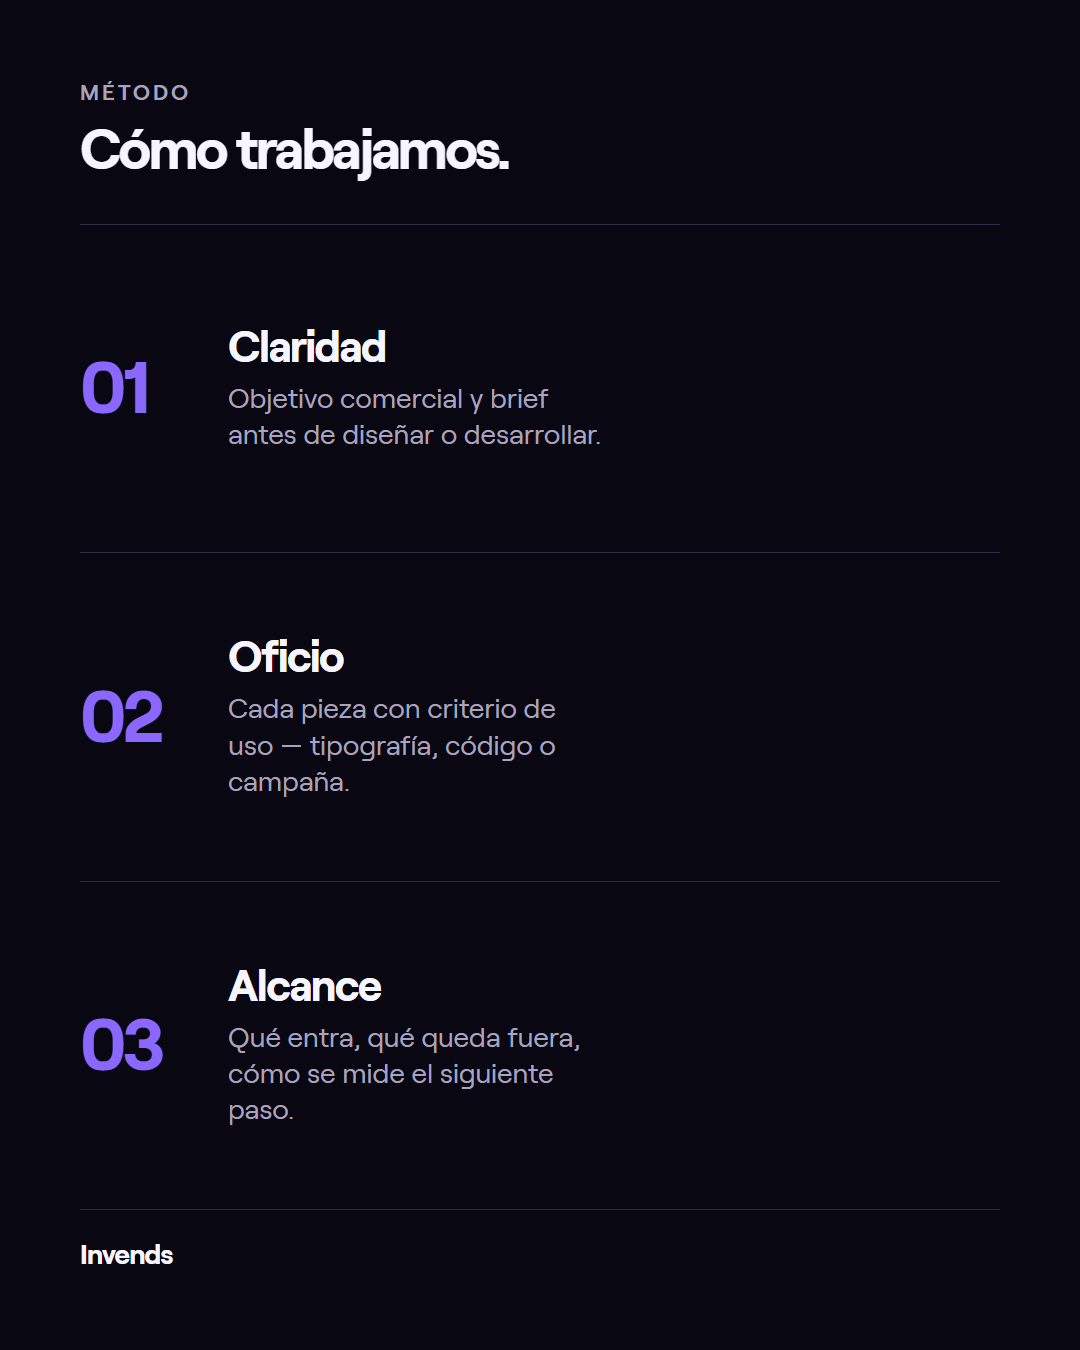 MÉTODO
Cómo trabajamos.
01
Claridad
Objetivo comercial y brief
antes de diseñar o desarrollar.
02
Oficio
Cada pieza con criterio de
uso — tipografía, código o
campaña.
03
Alcance
Qué entra, qué queda fuera,
cómo se mide el siguiente
paso.
Invends